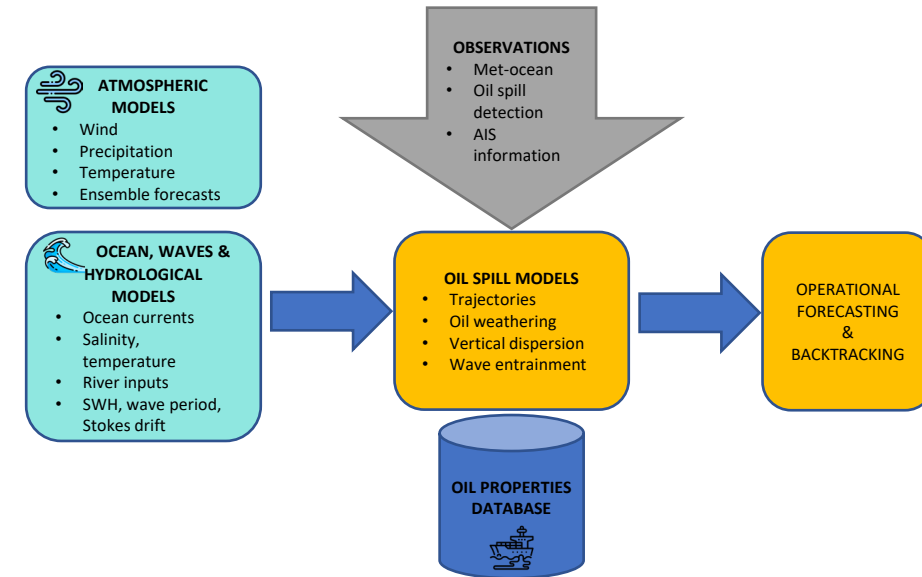 OBSERVATIONS
• Met-ocean
• Oil spill
detection
• AIS
information
ATMOSPHERIC
MODELS
• Wind
• Precipitation
• Temperature
• Ensemble forecasts
OCEAN, WAVES &
HYDROLOGICAL
MODELS
• Ocean currents
• Salinity,
temperature
• River inputs
• SWH, wave period,
Stokes drift
OIL SPILL MODELS
• Trajectories
• Oil weathering
• Vertical dispersion
• Wave entrainment
OPERATIONAL
FORECASTING
&
BACKTRACKING
OIL PROPERTIES
DATABASE